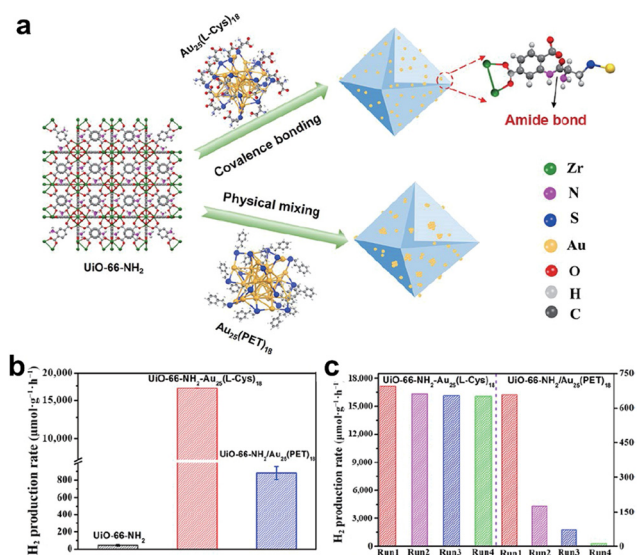 a
Au25(L-Cys)18
Covalence bonding
Amide bond
Physical mixing
UiO-66-NH2
Au25(PET)18
Zr
N
S
Au
O
H
C
b
H2 production rate (μmol·g-1·h-1)
20,000
15,000
10,000
800
600
400
200
0
UiO-66-NH2-Au25(L-Cys)18
UiO-66-NH2/Au25(PET)18
UiO-66-NH2
c
H2 production rate (μmol·g-1·h-1)
18,000
15,000
12,000
9,000
6,000
3,000
0
UiO-66-NH2-Au25(L-Cys)18
UiO-66-NH2/Au25(PET)18
750
600
450
300
150
0
Run1 Run2 Run3 Run4 Run1 Run2 Run3 Run4